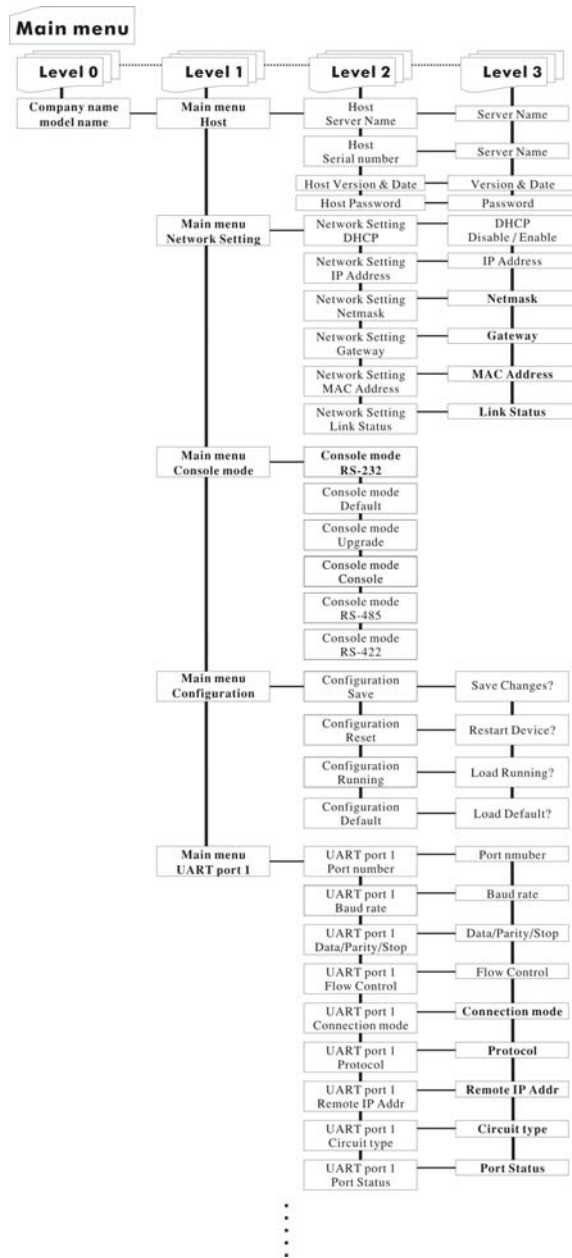 Main menu
Level 0
Level 1
Level 2
Level 3
Company name
model name
Main menu
Host
Host
Server Name
Server Name
Host
Serial number
Server Name
Host Version & Date
Version & Date
Host Password
Password
Main menu
Network Setting
Network Setting
DHCP
DHCP
Disable / Enable
Network Setting
IP Address
IP Address
Network Setting
Netmask
Netmask
Network Setting
Gateway
Gateway
Network Setting
MAC Address
MAC Address
Network Setting
Link Status
Link Status
Main menu
Console mode
Console mode
RS-232
Console mode
Default
Console mode
Upgrade
Console mode
Console
Console mode
RS-485
Console mode
RS-422
Main menu
Configuration
Configuration
Save
Save Changes?
Configuration
Reset
Restart Device?
Configuration
Running
Load Running?
Configuration
Default
Load Default?
Main menu
UART port 1
UART port 1
Port number
Port nmuber
UART port 1
Baud rate
Baud rate
UART port 1
Data/Parity/Stop
Data/Parity/Stop
UART port 1
Flow Control
Flow Control
UART port 1
Connection mode
Connection mode
UART port 1
Protocol
Protocol
UART port 1
Remote IP Addr
Remote IP Addr
UART port 1
Circuit type
Circuit type
UART port 1
Port Status
Port Status